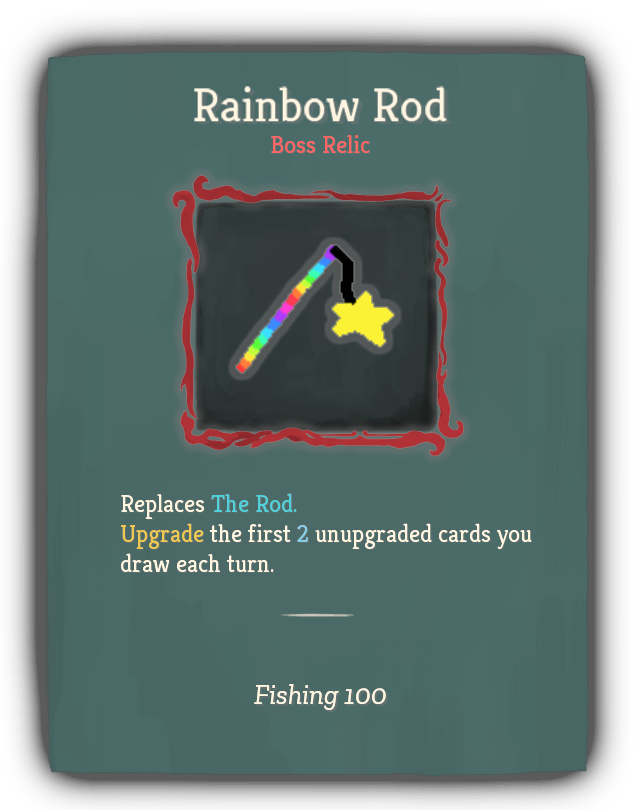 Rainbow Rod
Boss Relic
Replaces The Rod.
Upgrade the first 2 unupgraded cards you
draw each turn.
Fishing 100